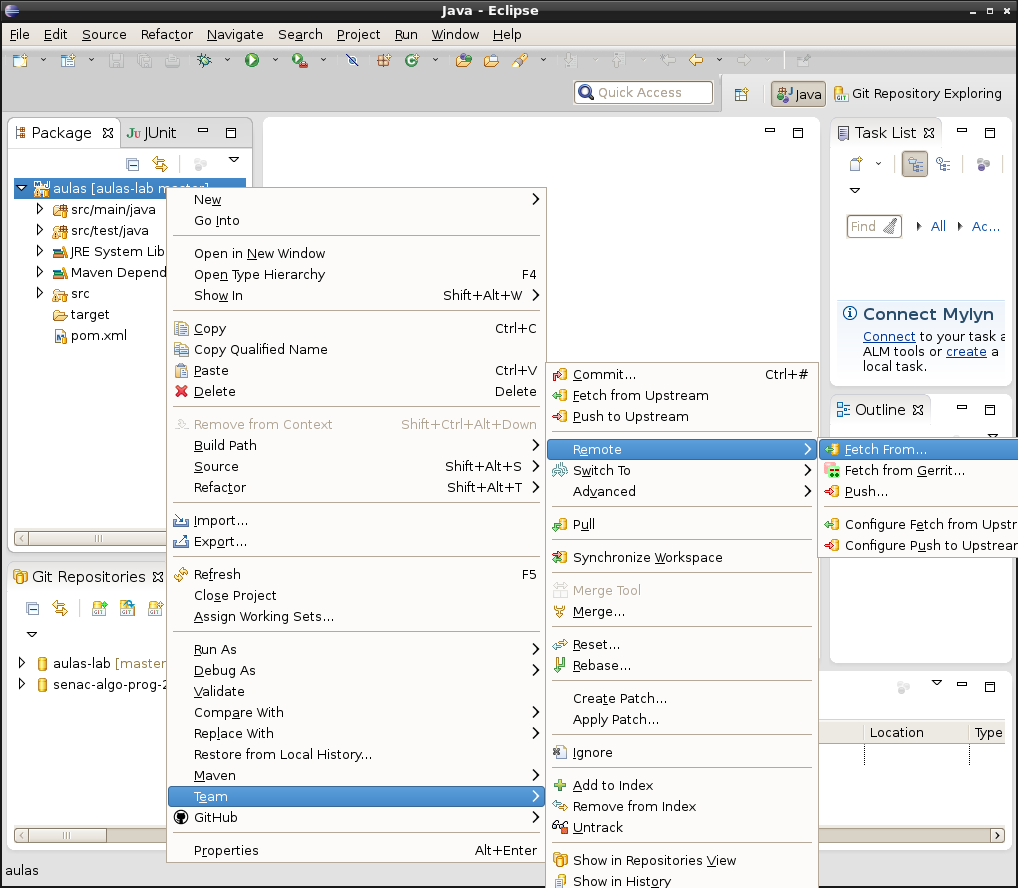 Java - Eclipse
File Edit Source Refactor Navigate Search Project Run Window Help
Quick Access
Java
Git Repository Exploring
Package
JUnit
aulas [aulas-lab master]
src/main/java
src/test/java
JRE System Lib
Maven Depend
src
target
pom.xml
Git Repositories
aulas-lab [master
senac-algo-prog-2
aulas
New
Go Into
Open in New Window
Open Type Hierarchy F4
Show In Shift+Alt+W
Copy Ctrl+C
Copy Qualified Name
Paste Ctrl+V
Delete Delete
Remove from Context Shift+Ctrl+Alt+Down
Build Path
Source Shift+Alt+S
Refactor Shift+Alt+T
Import...
Export...
Refresh F5
Close Project
Assign Working Sets...
Run As
Debug As
Validate
Compare With
Replace With
Restore from Local History...
Maven
Team
GitHub
Properties Alt+Enter
Commit... Ctrl+#
Fetch from Upstream
Push to Upstream
Remote
Switch To
Advanced
Pull
Synchronize Workspace
Merge Tool
Merge...
Reset...
Rebase...
Create Patch...
Apply Patch...
Ignore
Add to Index
Remove from Index
Untrack
Show in Repositories View
Show in History
Fetch From...
Fetch from Gerrit...
Push...
Configure Fetch from Upstr
Configure Push to Upstrear
Task List
Find
All
Ac...
Connect Mylyn
Connect to your task a
ALM tools or create a
local task.
Outline
Location
Type